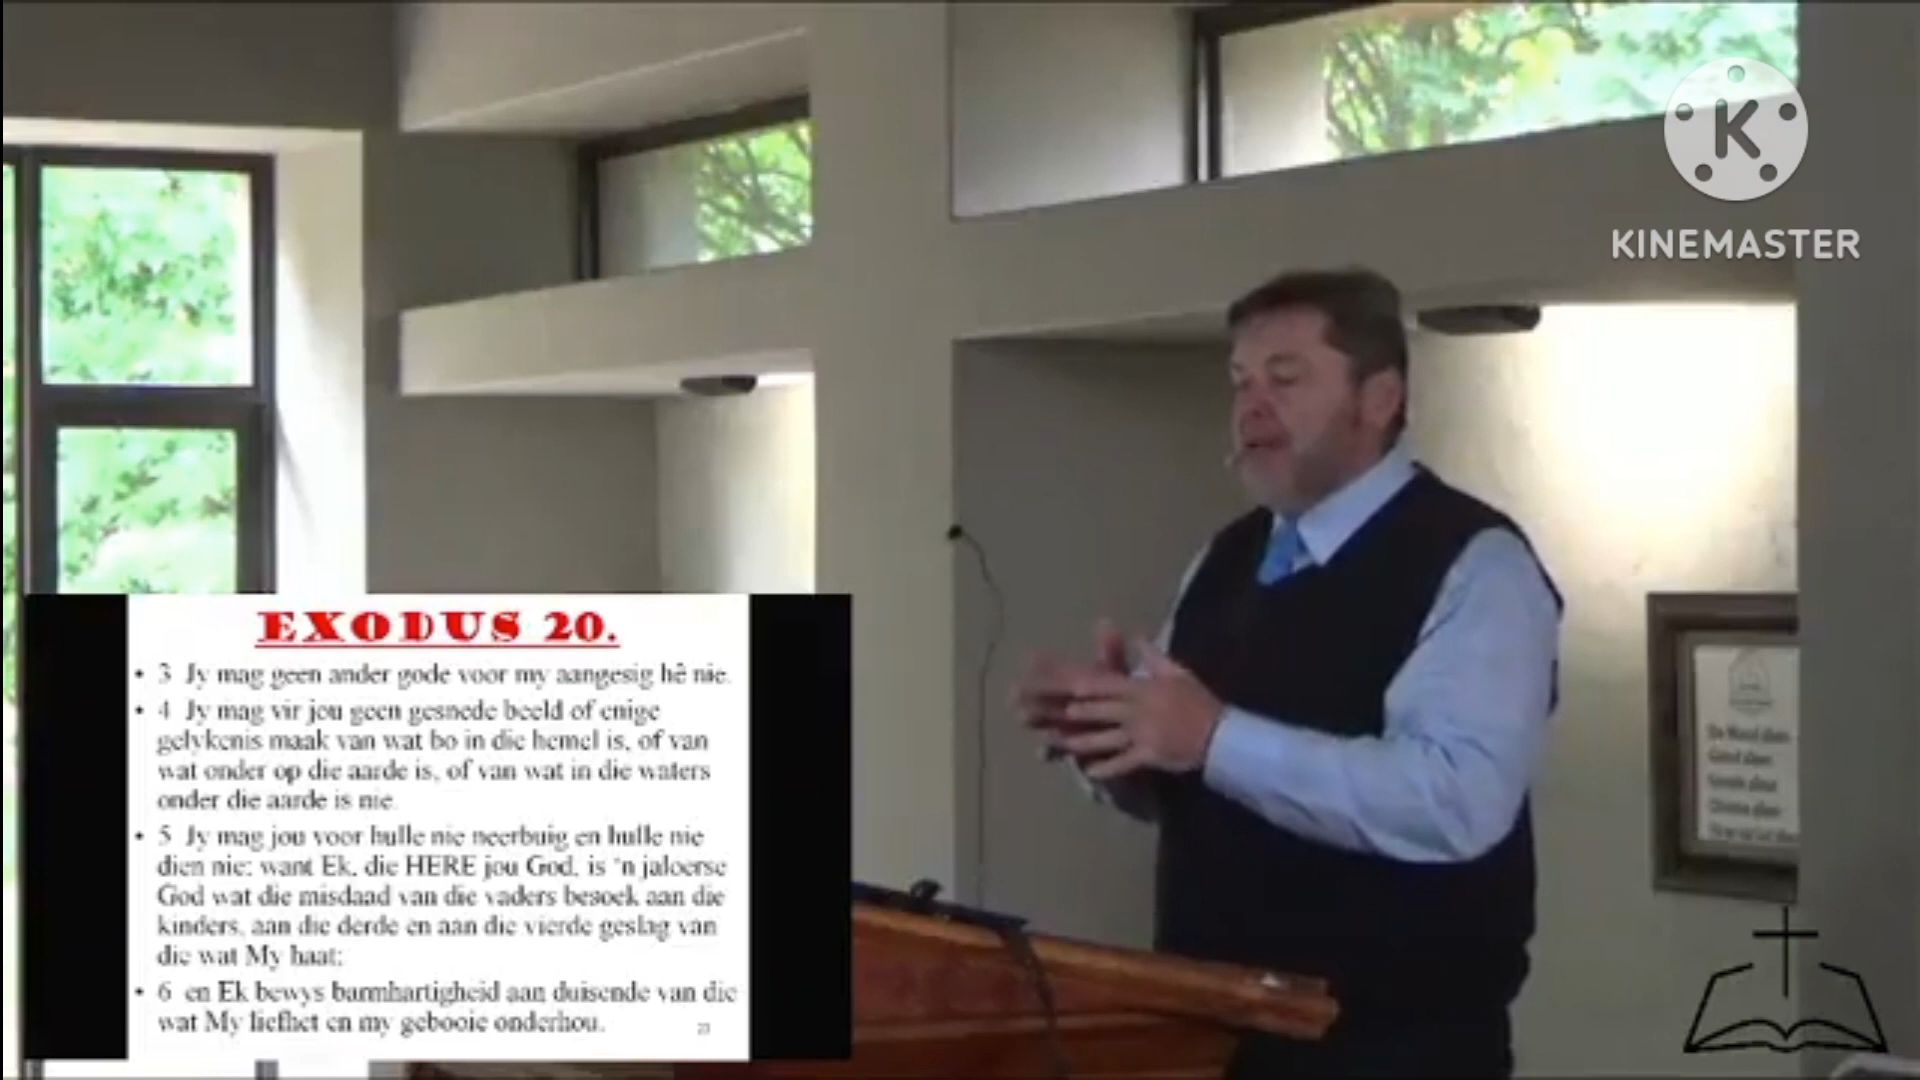 KINEMASTER
EXODUS 20.
• 3 Jy mag geen ander gode voor my aangesig hê nie.
• 4 Jy mag vir jou geen gesnede beeld of enige
gelykenis maak van wat bo in die hemel is, of van
wat onder op die aarde is, of van wat in die waters
onder die aarde is nie.
• 5 Jy mag jou voor hulle nie neerbuig en hulle nie
dien nie; want Ek, die HERE jou God, is 'n jaloerse
God wat die misdaad van die vaders besoek aan die
kinders, aan die derde en aan die vierde geslag van
die wat My haat;
• 6 en Ek bewys barmhartigheid aan duisende van die
wat My liefhet en my gebooie onderhou.
23